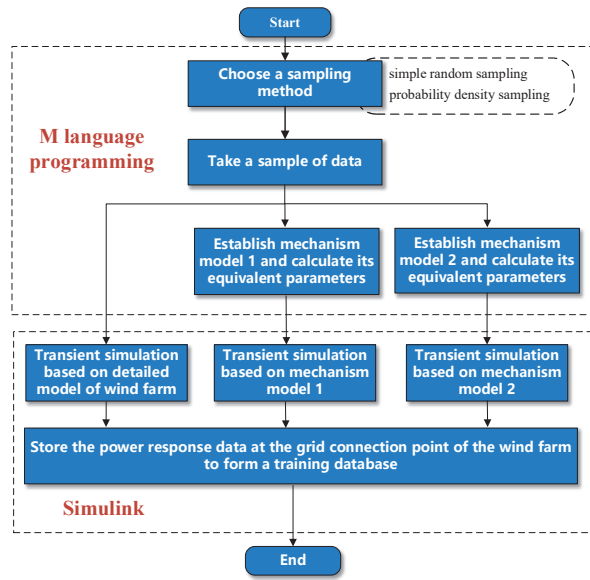 Start
Choose a sampling
method
simple random sampling
probability density sampling
M language
programming
Take a sample of data
Establish mechanism
model 1 and calculate its
equivalent parameters
Establish mechanism
model 2 and calculate its
equivalent parameters
Transient simulation
based on detailed
model of wind farm
Transient simulation
based on mechanism
model 1
Transient simulation
based on mechanism
model 2
Store the power response data at the grid connection point of the wind farm
to form a training database
Simulink
End